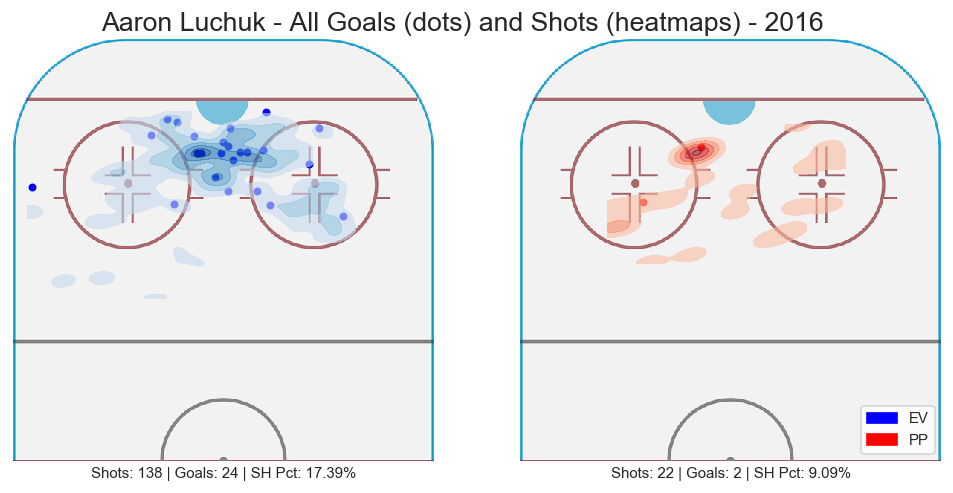 Aaron Luchuk - All Goals (dots) and Shots (heatmaps) - 2016
EV
PP
Shots: 138 | Goals: 24 | SH Pct: 17.39%
Shots: 22 | Goals: 2 | SH Pct: 9.09%